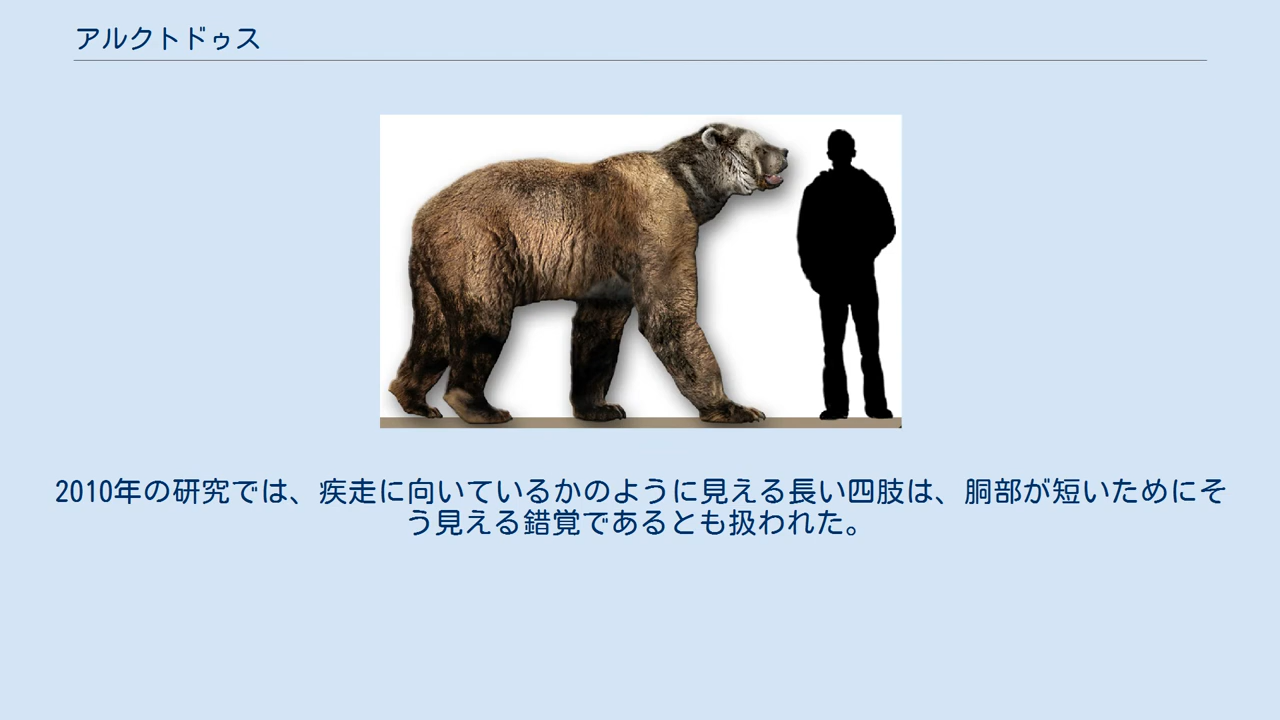 アルクトドゥス
2010年の研究では、疾走に向いているかのように見える長い四肢は、胴部が短いためにそ
う見える錯覚であるとも扱われた。